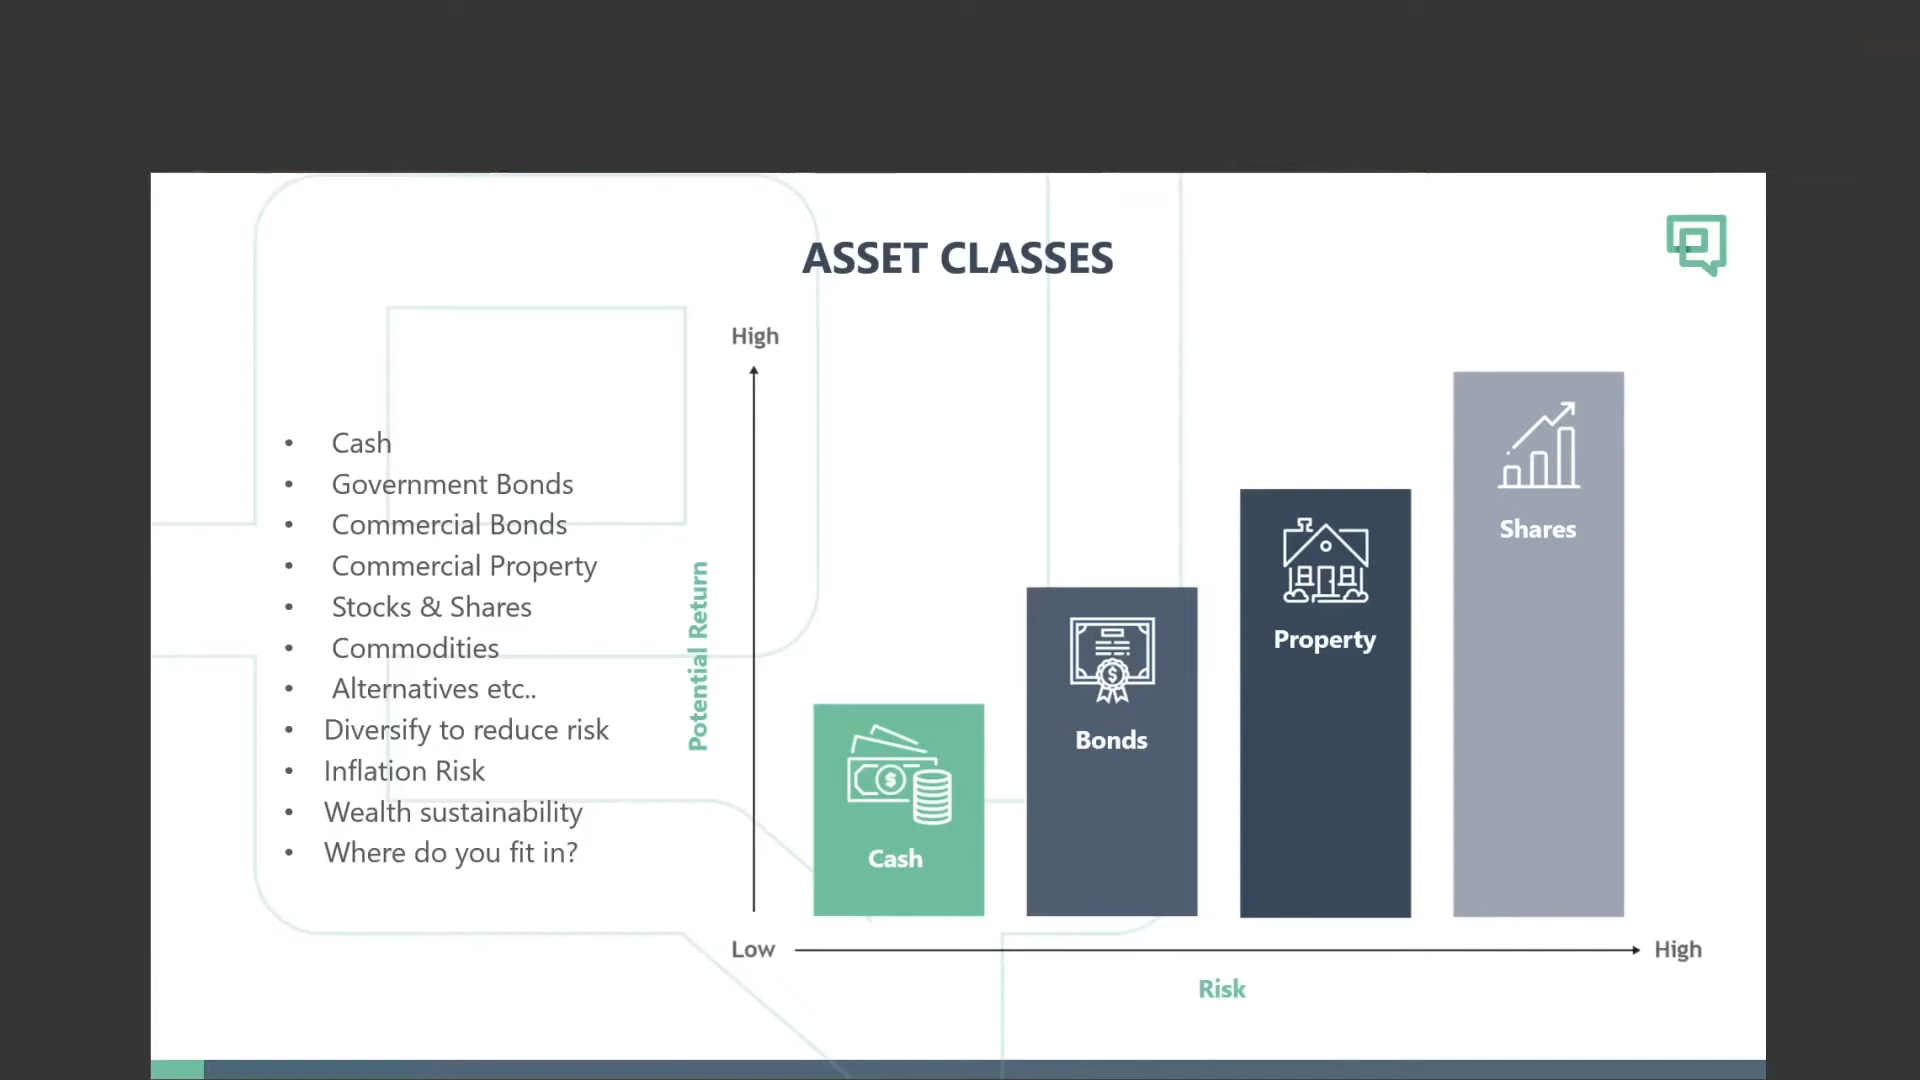 ASSET CLASSES
• Cash
• Government Bonds
• Commercial Bonds
• Commercial Property
• Stocks & Shares
• Commodities
• Alternatives etc..
• Diversify to reduce risk
• Inflation Risk
• Wealth sustainability
• Where do you fit in?
High
Potential Return
Low
Cash
Bonds
Property
Shares
High
Risk